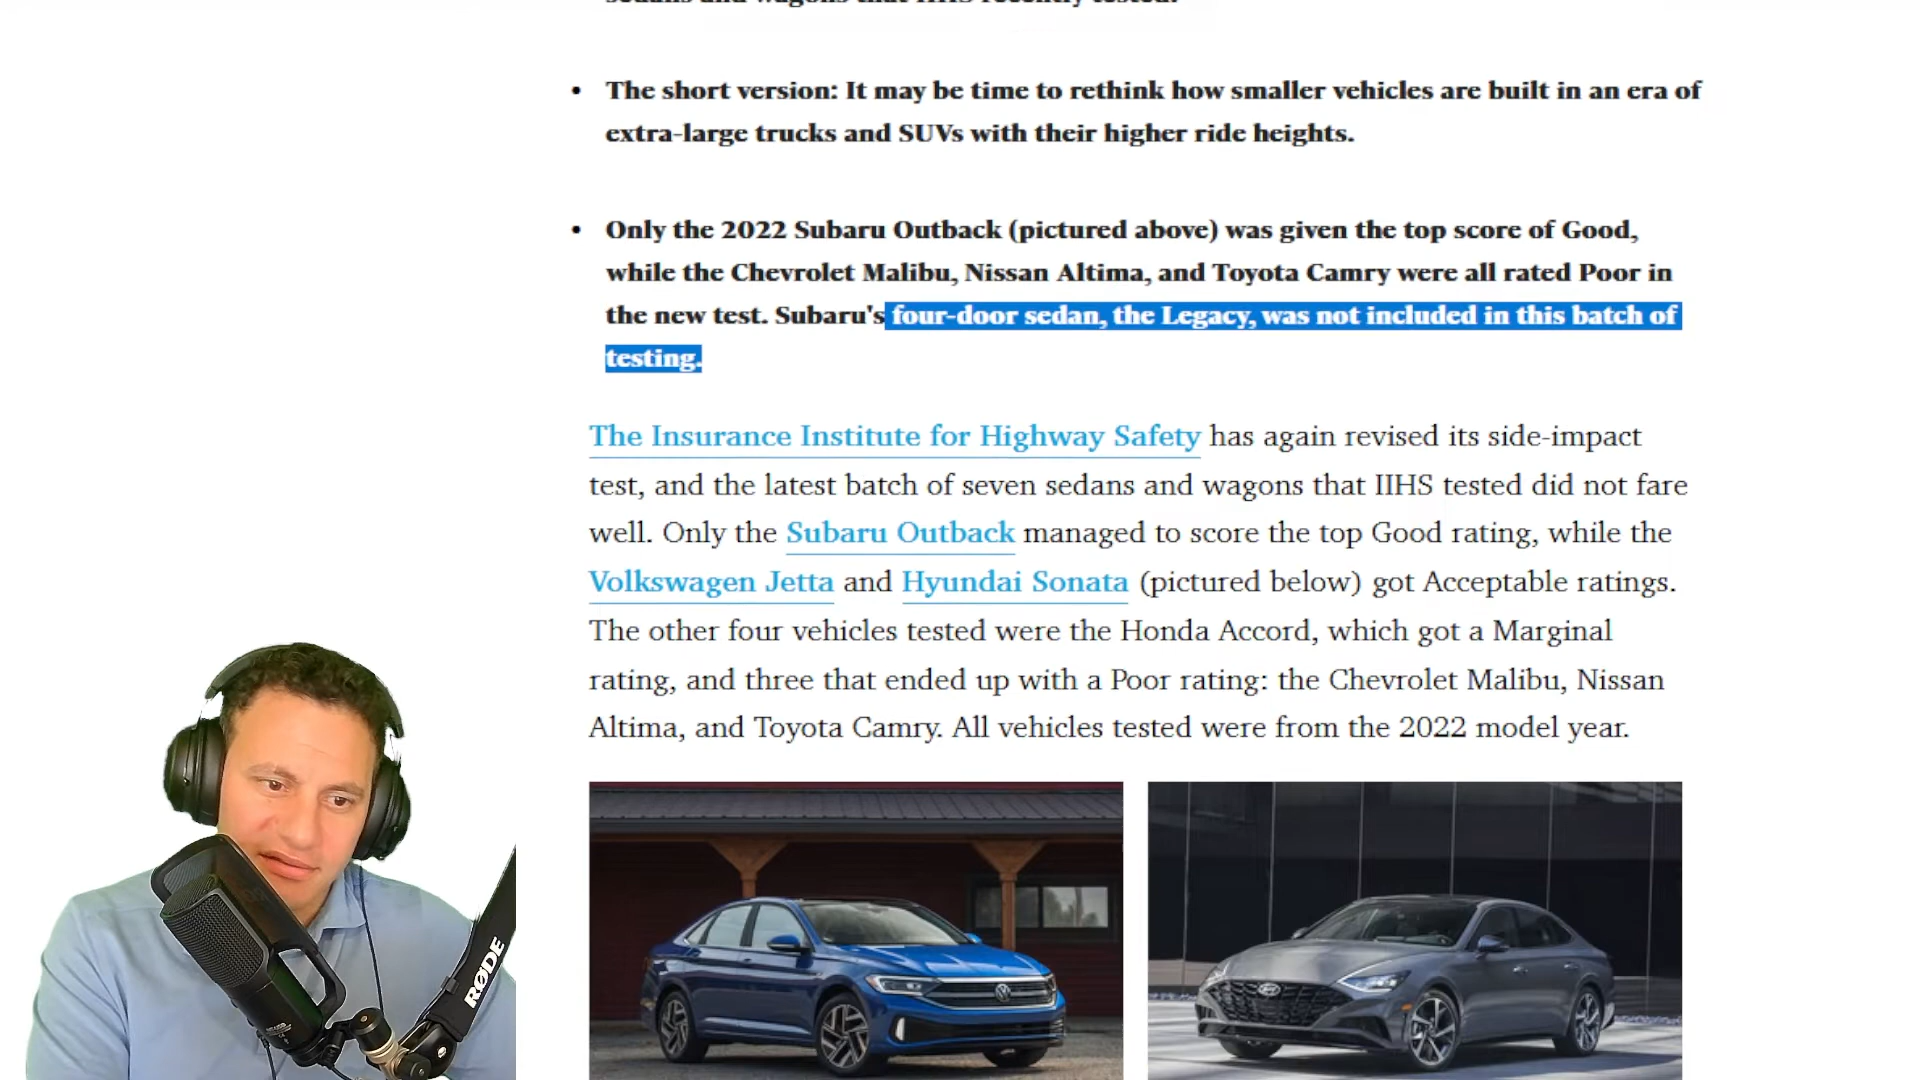 sedans and wagons that IIHS recently tested.
• The short version: It may be time to rethink how smaller vehicles are built in an era of
extra-large trucks and SUVs with their higher ride heights.
• Only the 2022 Subaru Outback (pictured above) was given the top score of Good,
while the Chevrolet Malibu, Nissan Altima, and Toyota Camry were all rated Poor in
the new test. Subaru's four-door sedan, the Legacy, was not included in this batch of
testing.
The Insurance Institute for Highway Safety has again revised its side-impact
test, and the latest batch of seven sedans and wagons that IIHS tested did not fare
well. Only the Subaru Outback managed to score the top Good rating, while the
Volkswagen Jetta and Hyundai Sonata (pictured below) got Acceptable ratings.
The other four vehicles tested were the Honda Accord, which got a Marginal
rating, and three that ended up with a Poor rating: the Chevrolet Malibu, Nissan
Altima, and Toyota Camry. All vehicles tested were from the 2022 model year.
RØDE